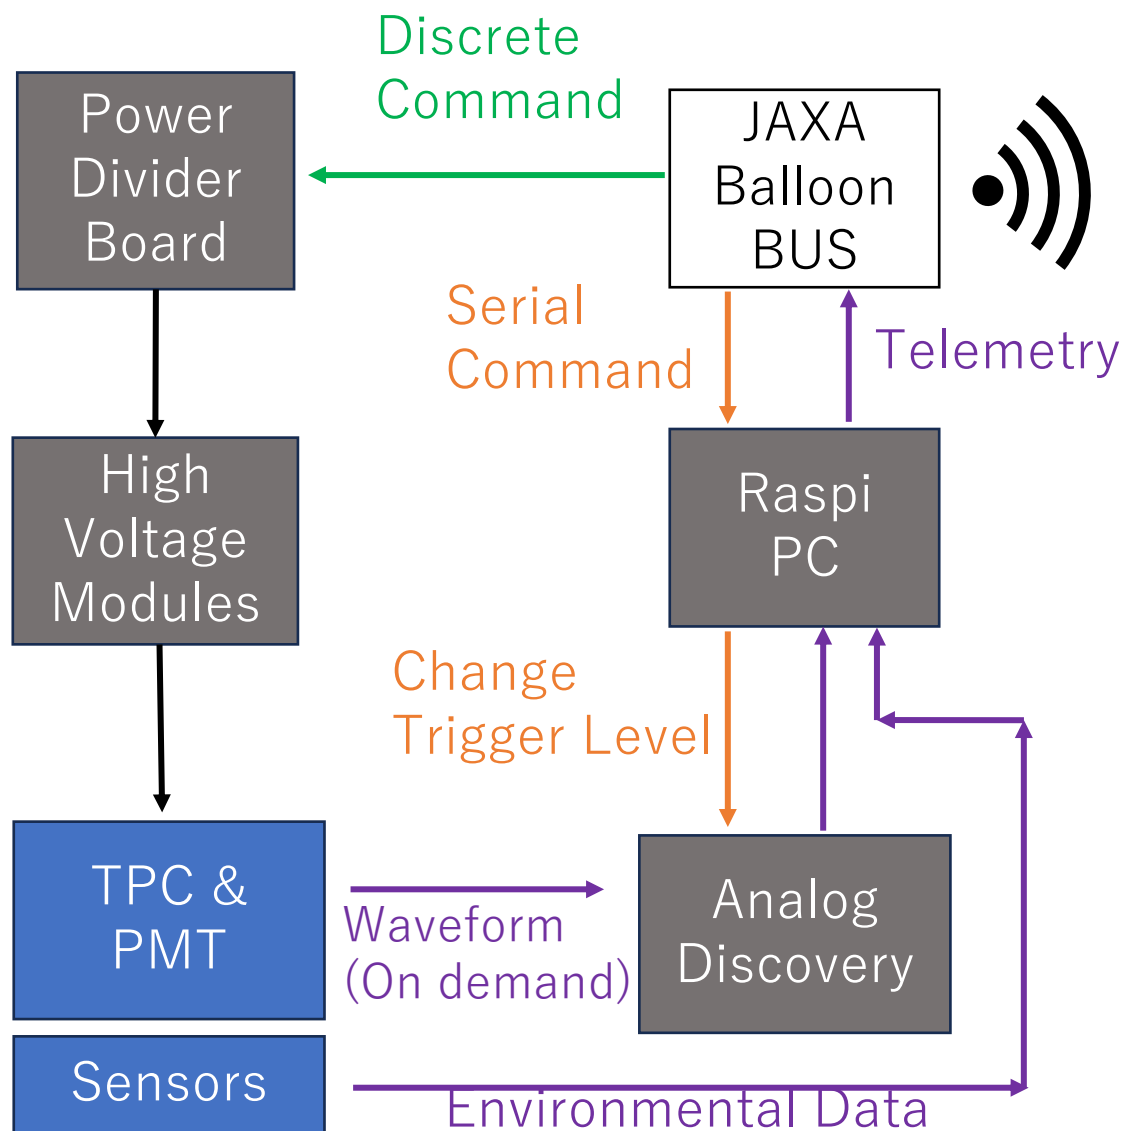 Discrete
Command
Power
Divider
Board
JAXA
Balloon
BUS
Serial
Command
Telemetry
High
Voltage
Modules
Raspi
PC
Change
Trigger Level
TPC &
PMT
Waveform
(On demand)
Analog
Discovery
Sensors
Environmental Data